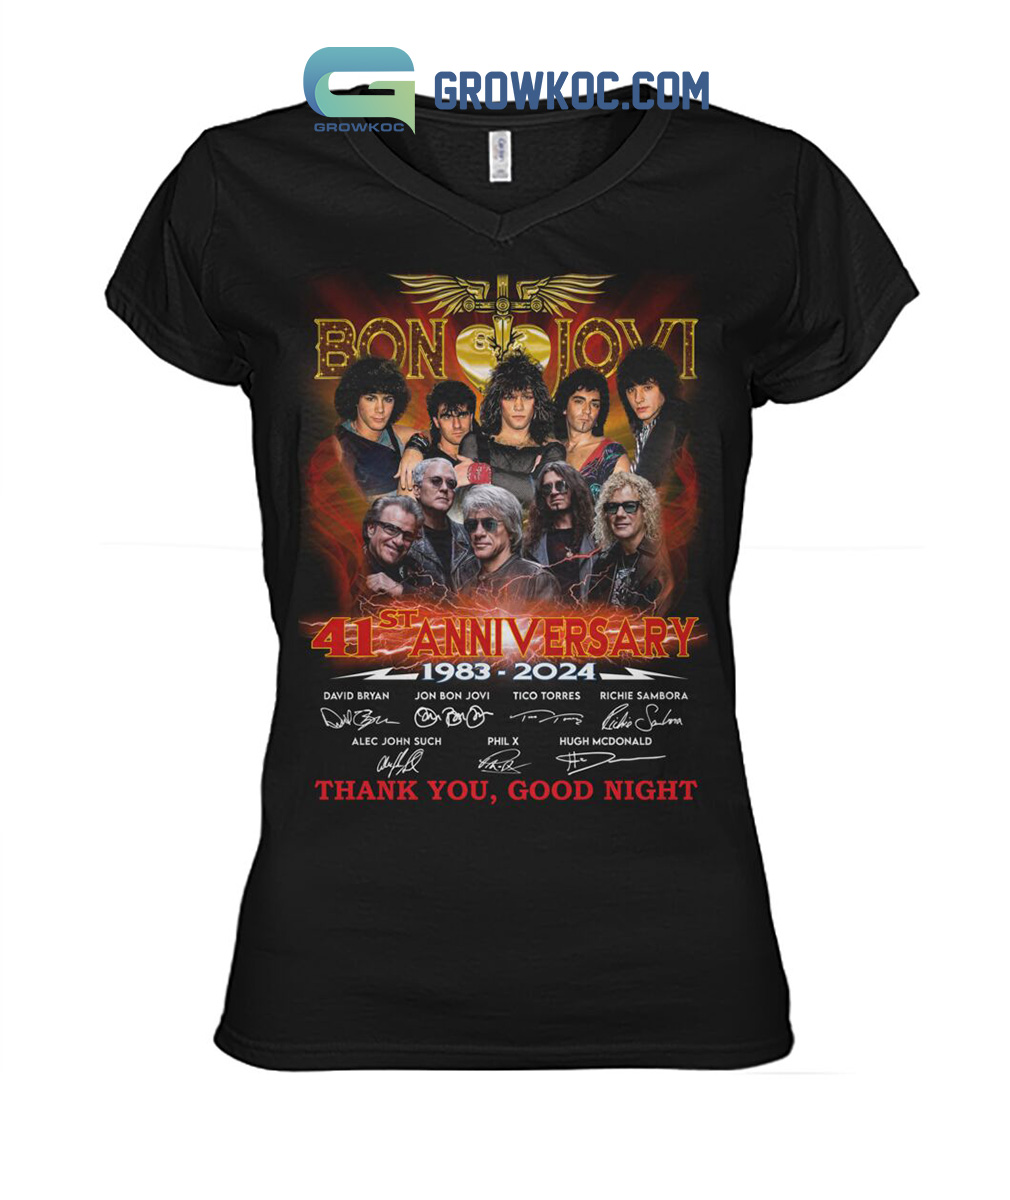 GROWKOC.COM
GROWKOC
BON JOVI
41ST ANNIVERSARY
1983 - 2024
DAVID BRYAN JON BON JOVI TICO TORRES RICHIE SAMBORA
ALEC JOHN SUCH PHIL X HUGH MCDONALD
THANK YOU, GOOD NIGHT